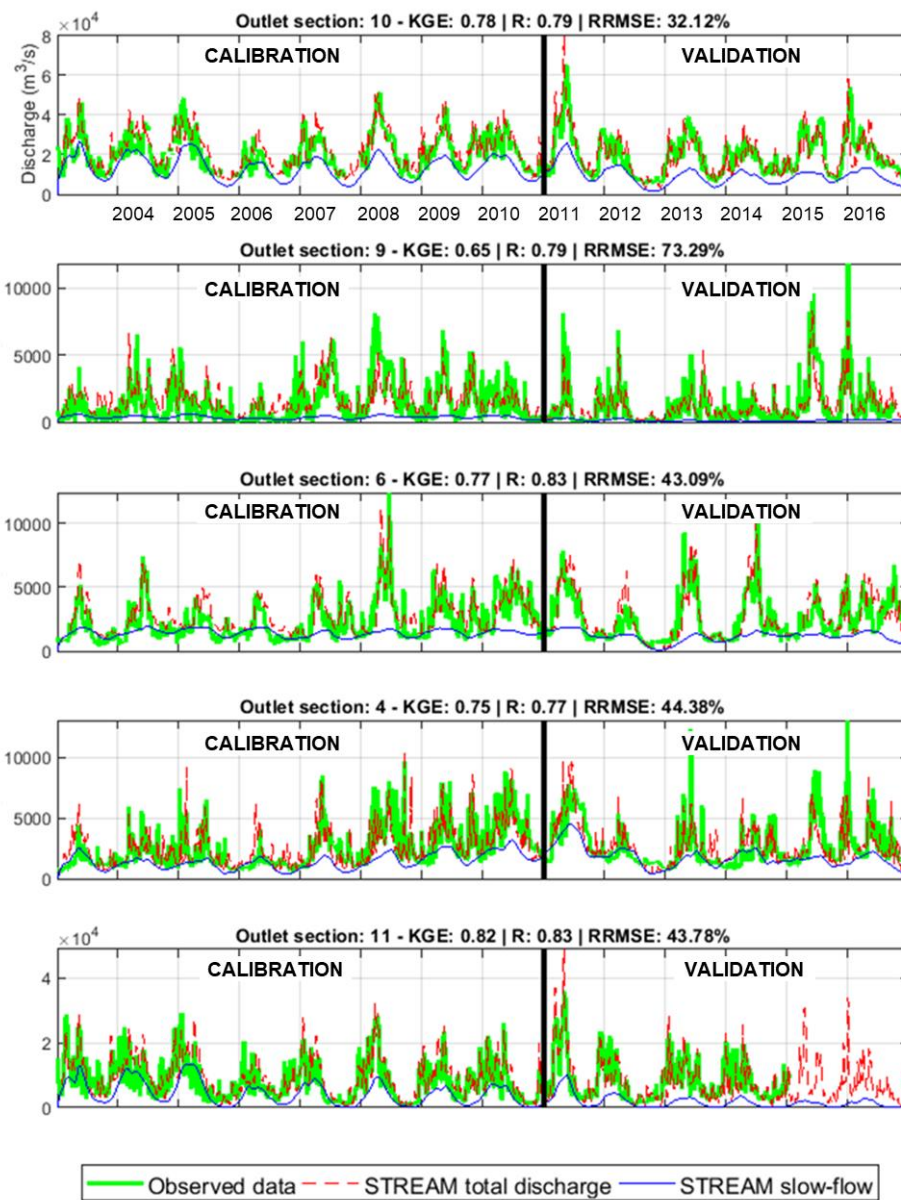 ×10⁴
Outlet section: 10 - KGE: 0.78 | R: 0.79 | RRMSE: 32.12%
CALIBRATION
VALIDATION
Discharge (m³/s)
8
6
4
2
0
2004 2005 2006 2007 2008 2009 2010 2011 2012 2013 2014 2015 2016
Outlet section: 9 - KGE: 0.65 | R: 0.79 | RRMSE: 73.29%
CALIBRATION
VALIDATION
10000
5000
0
Outlet section: 6 - KGE: 0.77 | R: 0.83 | RRMSE: 43.09%
CALIBRATION
VALIDATION
10000
5000
0
Outlet section: 4 - KGE: 0.75 | R: 0.77 | RRMSE: 44.38%
CALIBRATION
VALIDATION
10000
5000
0
×10⁴
Outlet section: 11 - KGE: 0.82 | R: 0.83 | RRMSE: 43.78%
CALIBRATION
VALIDATION
4
2
0
Observed data STREAM total discharge STREAM slow-flow